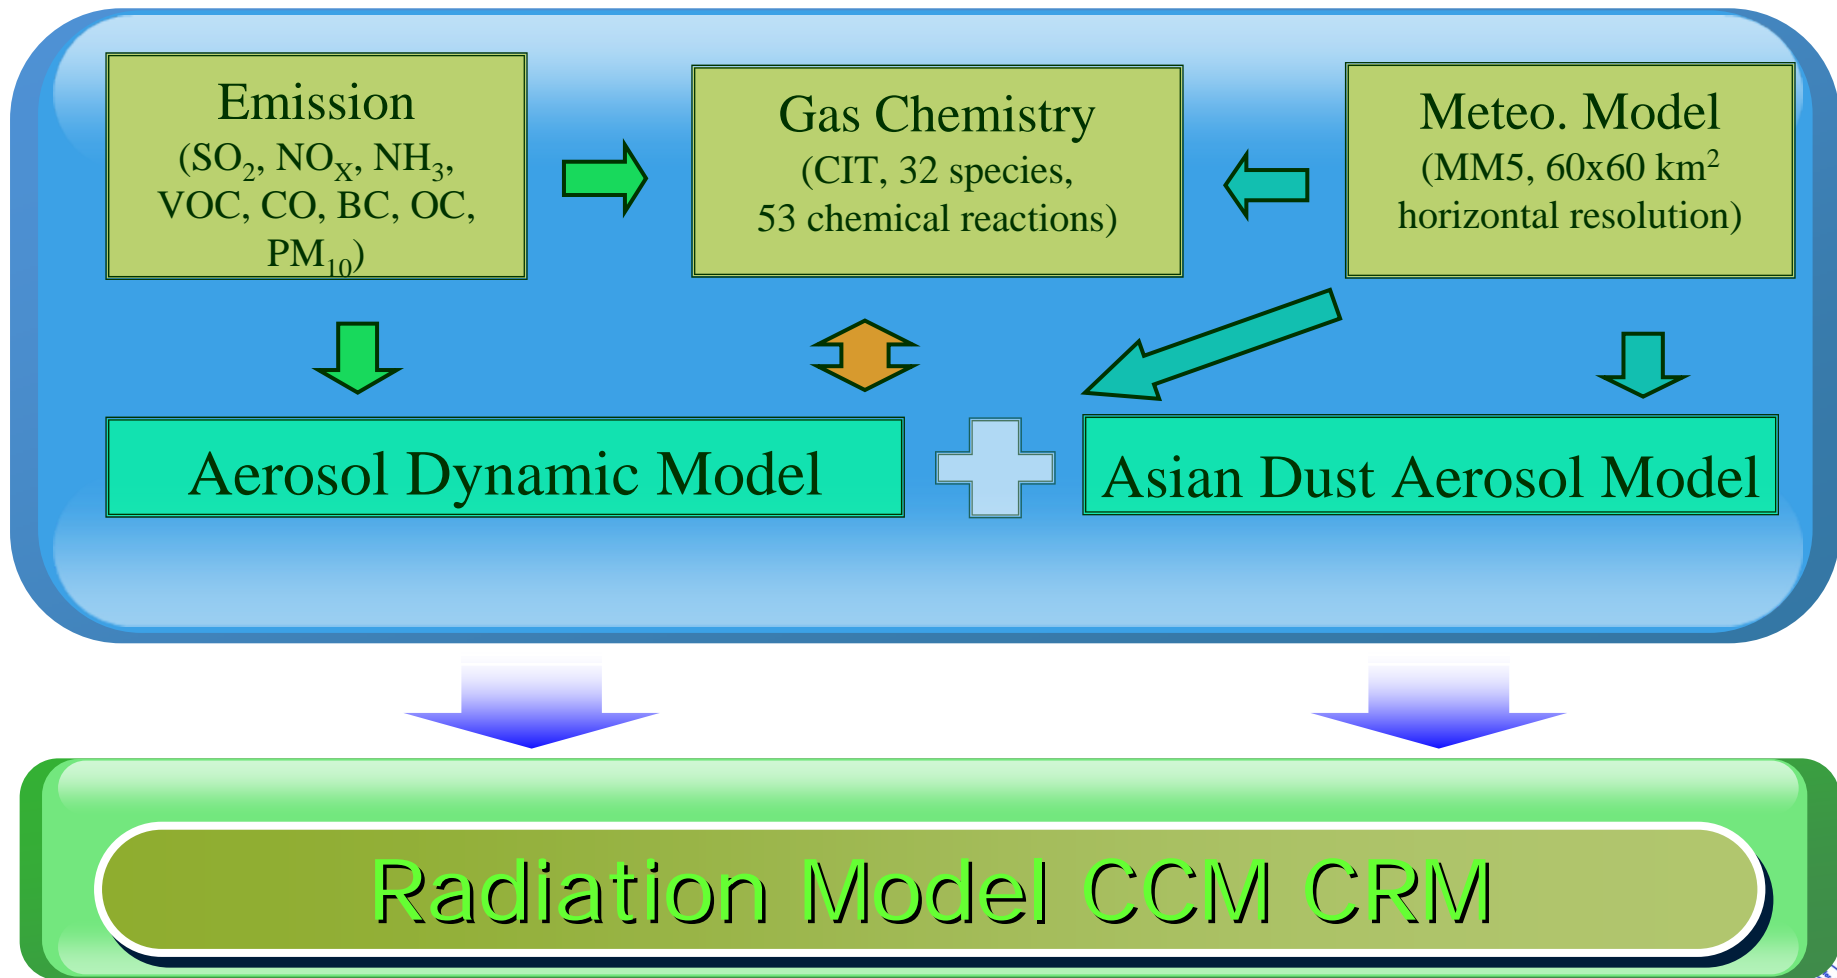 Emission
(SO₂, NOₓ, NH₃,
VOC, CO, BC, OC,
PM₁₀)
Gas Chemistry
(CIT, 32 species,
53 chemical reactions)
Meteo. Model
(MM5, 60x60 km²
horizontal resolution)
Aerosol Dynamic Model
Asian Dust Aerosol Model
Radiation Model CCM CRM